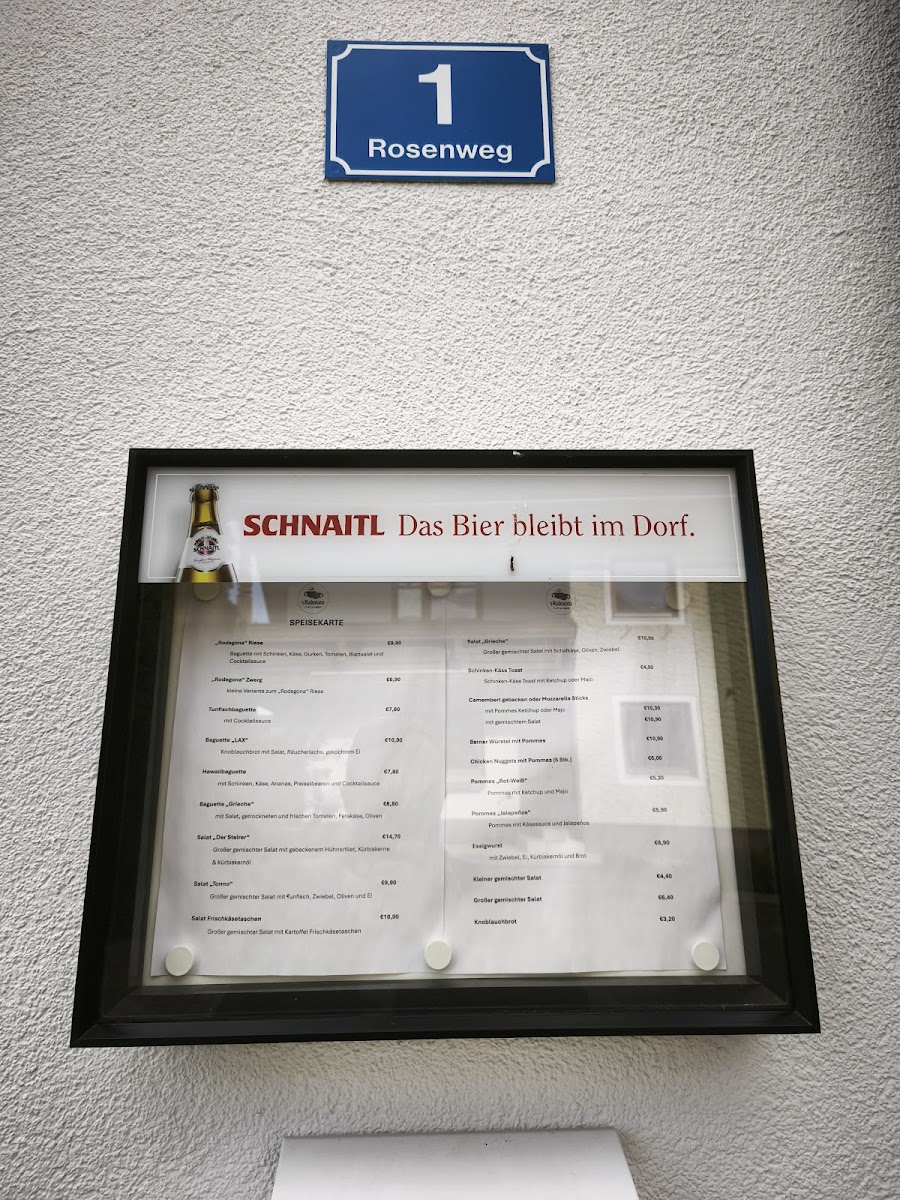 1
Rosenweg
SCHNAITL Das Bier bleibt im Dorf.
SCHNAITL
SPEISEKARTE
„Rodegona“ Riese €9,90
Baguette mit Schinken, Käse, Gurken, Tomaten, Blattsalat und
Cocktailsauce
„Rodegona“ Zwerg €6,90
kleine Variante zum „Rodegona“ Riese
Tunfischbaguette €7,80
mit Cocktailsauce
Baguette „LAX“ €10,90
Knoblauchbrot mit Salat, Räucherlachs, gekochtem Ei
Hawaiibaguette €7,80
mit Schinken, Käse, Ananas, Preiselbeeren und Cocktailsauce
Baguette „Grieche“ €8,80
mit Salat, getrockneten und frischen Tomaten, Fetakäse, Oliven
Salat „Der Steirer“ €14,70
Großer gemischter Salat mit gebackenem Hühnerfilet, Kürbiskerne
& Kürbiskernöl
Salat „Tonno“ €9,90
Großer gemischter Salat mit Tunfisch, Zwiebel, Oliven und Ei
Salat Frischkäsetaschen €10,90
Großer gemischter Salat mit Kartoffel Frischkäsetaschen
Salat „Grieche“ €10,90
Großer gemischter Salat mit Schafkäse, Oliven, Zwiebel
Schinken-Käse Toast €4,90
Schinken-Käse Toast mit Ketchup oder Majo
Camembert gebacken oder Mozzarella Sticks
mit Pommes Ketchup oder Majo €10,30
mit gemischtem Salat €10,90
Berner Würstel mit Pommes €10,90
Chicken Nuggets mit Pommes (5 Stk.) €6,00
Pommes „Rot-Weiß“ €5,20
Pommes mit Ketchup und Majo
Pommes „Jalapeños“ €5,90
Pommes mit Käsesauce und Jalapeños
Essigwurst €8,90
mit Zwiebel, Ei, Kürbiskernöl und Brot
Kleiner gemischter Salat €4,40
Großer gemischter Salat €6,40
Knoblauchbrot €3,20